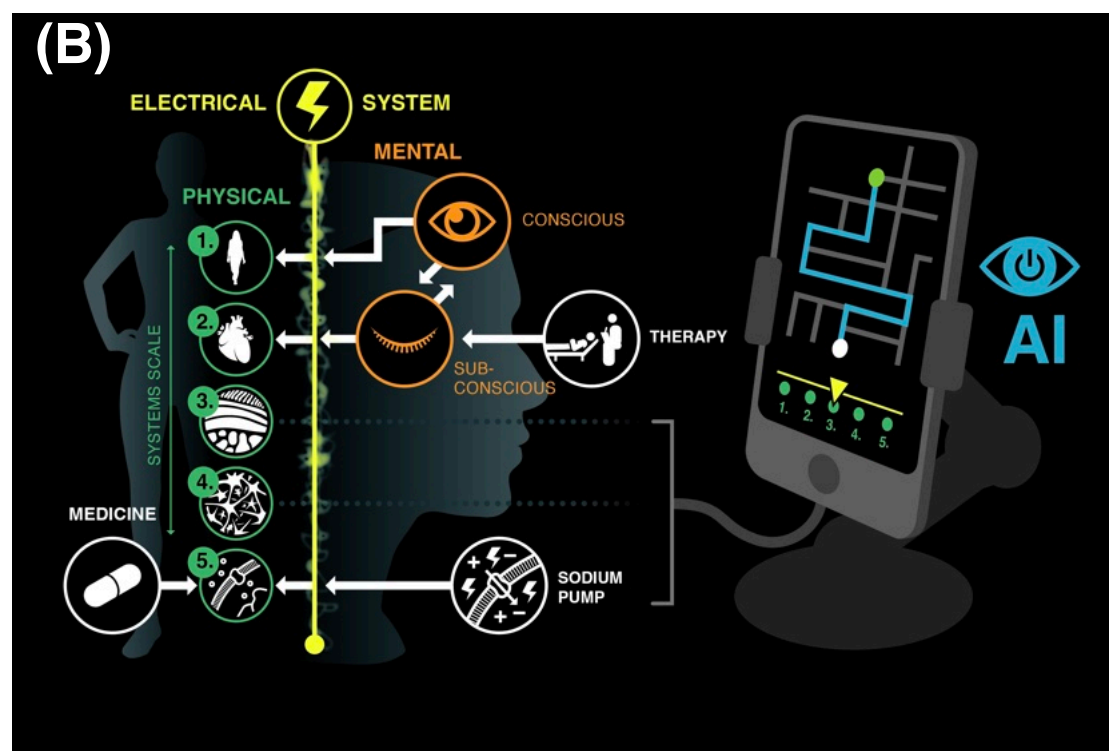 (B)
ELECTRICAL SYSTEM
MENTAL
PHYSICAL
CONSCIOUS
1.
2.
THERAPY
SUB-
CONSCIOUS
3.
SYSTEMS SCALE
4.
MEDICINE
5.
SODIUM
PUMP
AI
1.
2.
3.
4.
5.